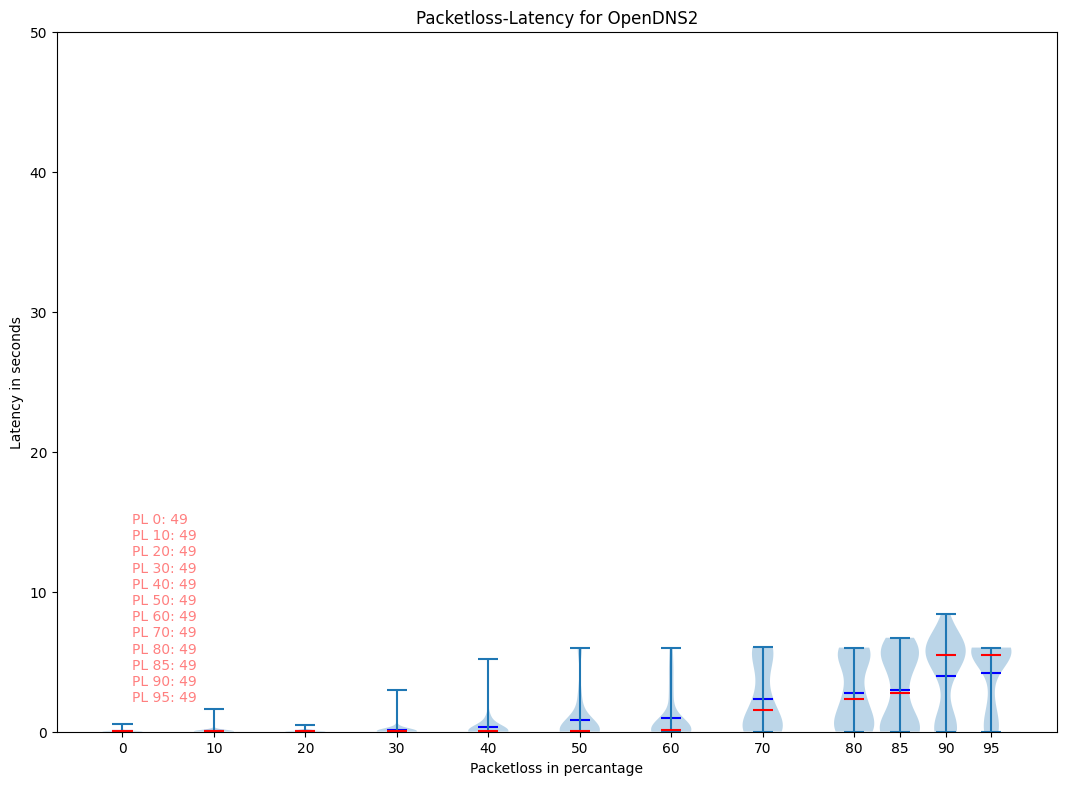 Packetloss-Latency for OpenDNS2
50
40
30
20
10
0
Latency in seconds
PL 0: 49
PL 10: 49
PL 20: 49
PL 30: 49
PL 40: 49
PL 50: 49
PL 60: 49
PL 70: 49
PL 80: 49
PL 85: 49
PL 90: 49
PL 95: 49
0 10 20 30 40 50 60 70 80 85 90 95
Packetloss in percantage